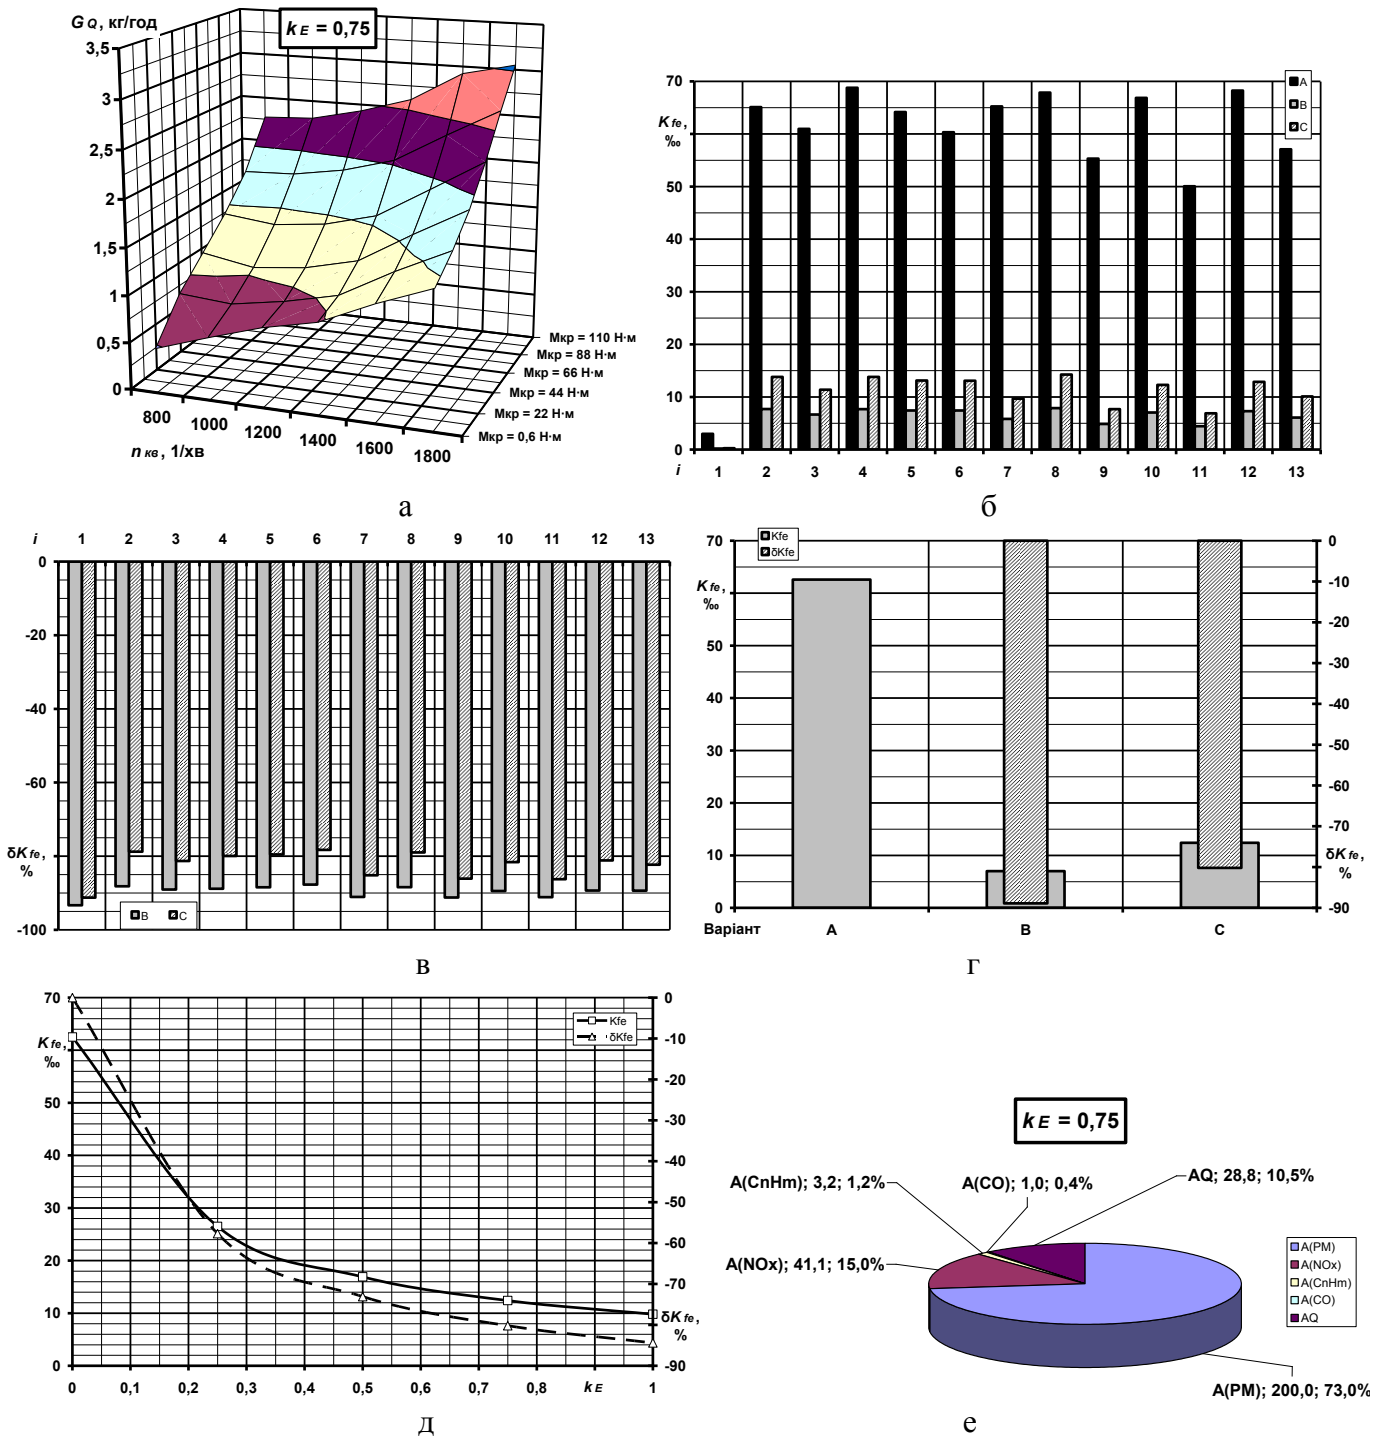 G Q, кг/год
kE = 0,75
3,5
3
2,5
2
1,5
1
0,5
0
800
1000
1200
1400
1600
1800
n кв, 1/хв
Мкр = 110 Н·м
Мкр = 88 Н·м
Мкр = 66 Н·м
Мкр = 44 Н·м
Мкр = 22 Н·м
Мкр = 0,6 Н·м
а
70
K fe,
‰
50
40
30
20
10
0
A
B
C
i 1 2 3 4 5 6 7 8 9 10 11 12 13
б
i 1 2 3 4 5 6 7 8 9 10 11 12 13
0
-20
-40
-60
δK fe,
%
-100
B C
в
70
K fe,
‰
50
40
30
20
10
0
Kfe
δKfe
0
-10
-20
-30
-40
-50
-60
-70
δK fe,
%
-90
Варіант A B C
г
70
K fe,
‰
50
40
30
20
10
0
Kfe
δKfe
0
-10
-20
-30
-40
-50
-60
-70
δK fe,
%
-90
0 0,1 0,2 0,3 0,4 0,5 0,6 0,7 0,8 kE 1
д
kE = 0,75
A(CnHm); 3,2; 1,2%
A(CO); 1,0; 0,4%
AQ; 28,8; 10,5%
A(NOx); 41,1; 15,0%
A(PM); 200,0; 73,0%
A(PM)
A(NOx)
A(CnHm)
A(CO)
AQ
е